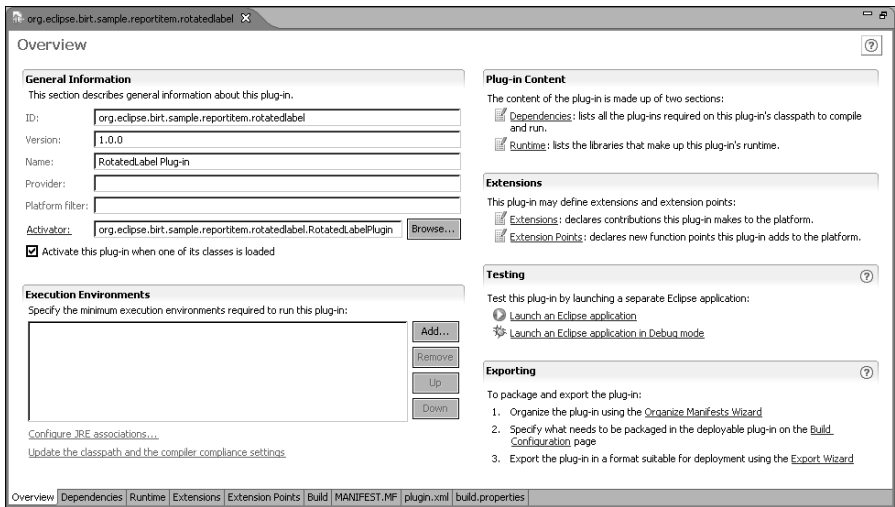 org.eclipse.birt.sample.reportitem.rotatedlabel
Overview
General Information
This section describes general information about this plug-in.
ID: org.eclipse.birt.sample.reportitem.rotatedlabel
Version: 1.0.0
Name: RotatedLabel Plug-in
Provider:
Platform filter:
Activator: org.eclipse.birt.sample.reportitem.rotatedlabel.RotatedLabelPlugin Browse...
Activate this plug-in when one of its classes is loaded
Execution Environments
Specify the minimum execution environments required to run this plug-in:
Add...
Remove
Up
Down
Configure JRE associations...
Update the classpath and the compiler compliance settings
Plug-in Content
The content of the plug-in is made up of two sections:
Dependencies: lists all the plug-ins required on this plug-in's classpath to compile
and run.
Runtime: lists the libraries that make up this plug-in's runtime.
Extensions
This plug-in may define extensions and extension points:
Extensions: declares contributions this plug-in makes to the platform.
Extension Points: declares new function points this plug-in adds to the platform.
Testing
Test this plug-in by launching a separate Eclipse application:
Launch an Eclipse application
Launch an Eclipse application in Debug mode
Exporting
To package and export the plug-in:
1. Organize the plug-in using the Organize Manifests Wizard
2. Specify what needs to be packaged in the deployable plug-in on the Build
Configuration page
3. Export the plug-in in a format suitable for deployment using the Export Wizard
Overview Dependencies Runtime Extensions Extension Points Build MANIFEST.MF plugin.xml build.properties